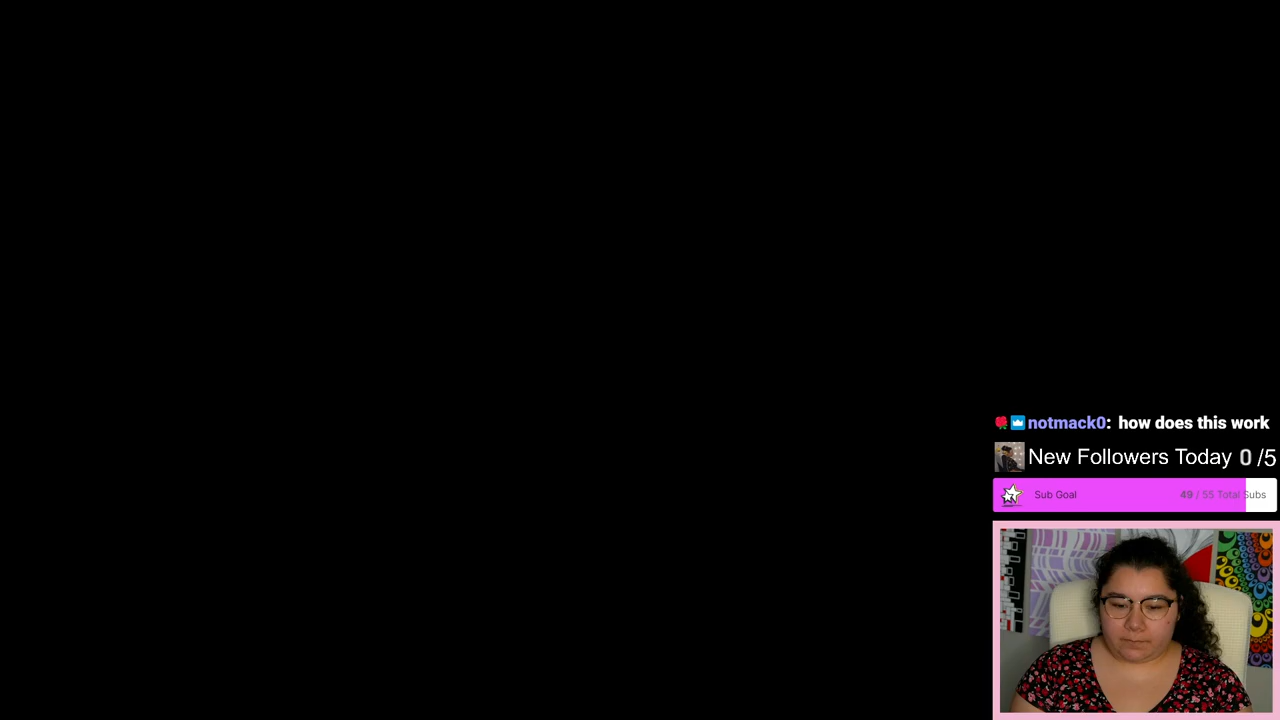 notmack0: how does this work
New Followers Today 0 /5
Sub Goal 49 / 55 Total Subs